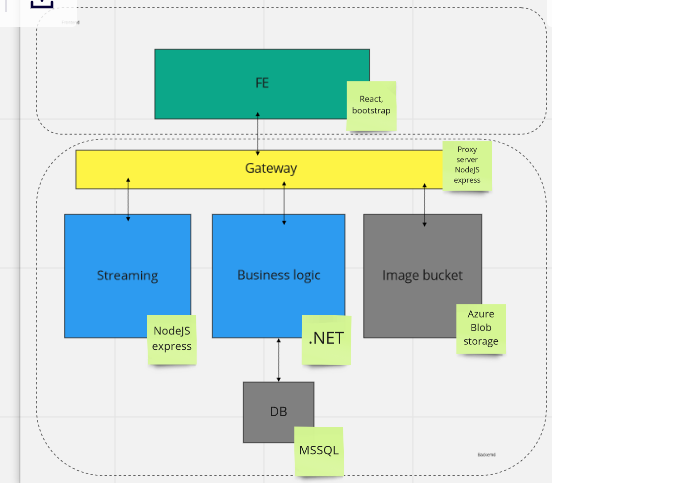 FE
React,
bootstrap
Gateway
Proxy
server
NodeJS
express
Streaming
Business logic
Image bucket
NodeJS
express
.NET
Azure
Blob
storage
DB
MSSQL
Backend